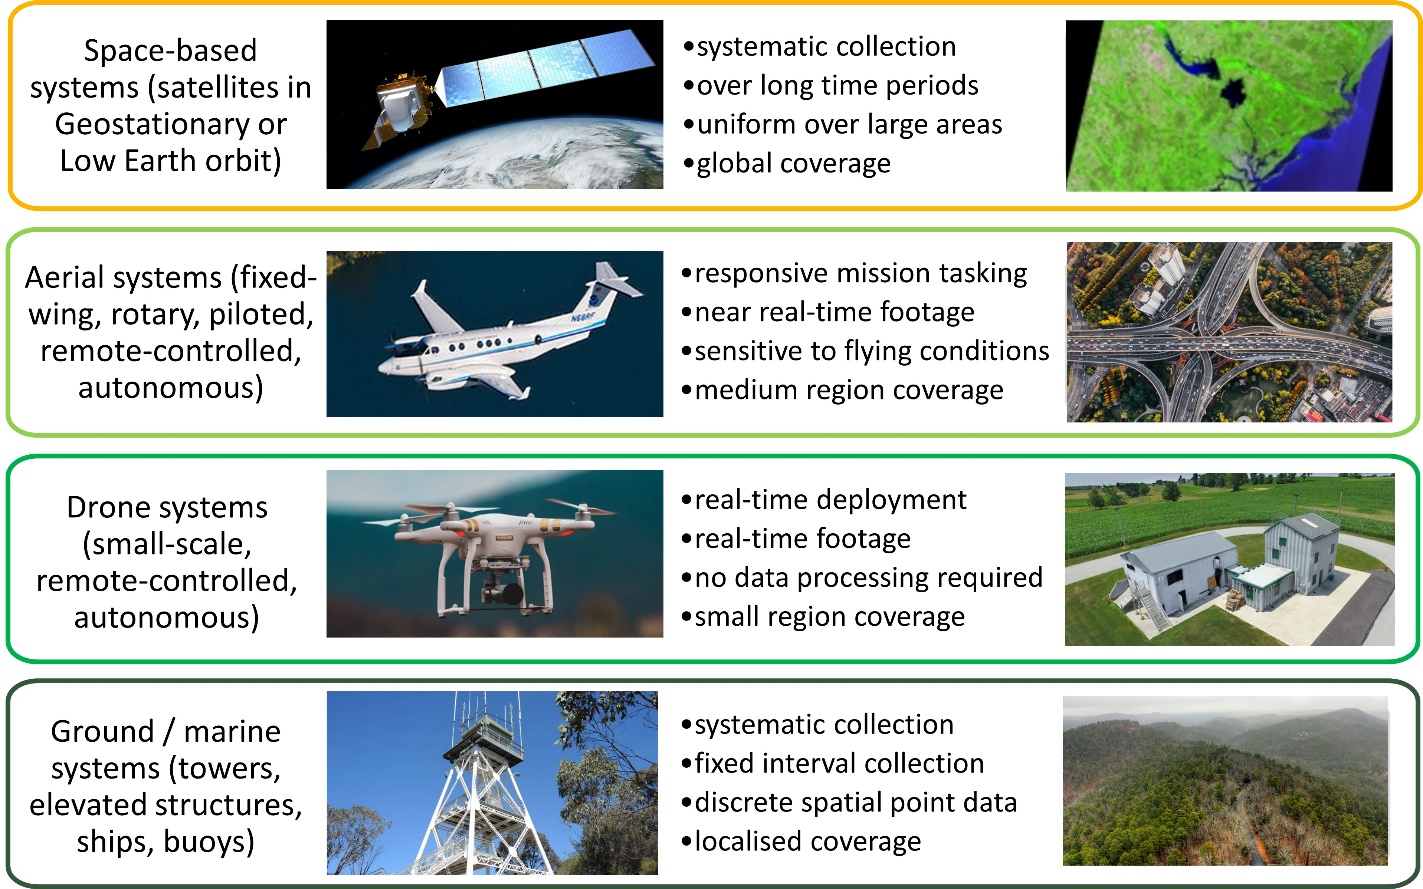 Space-based
systems (satellites in
Geostationary or
Low Earth orbit)
•systematic collection
•over long time periods
•uniform over large areas
•global coverage
Aerial systems (fixed-
wing, rotary, piloted,
remote-controlled,
autonomous)
N68RF
•responsive mission tasking
•near real-time footage
•sensitive to flying conditions
•medium region coverage
Drone systems
(small-scale,
remote-controlled,
autonomous)
•real-time deployment
•real-time footage
•no data processing required
•small region coverage
Ground / marine
systems (towers,
elevated structures,
ships, buoys)
•systematic collection
•fixed interval collection
•discrete spatial point data
•localised coverage